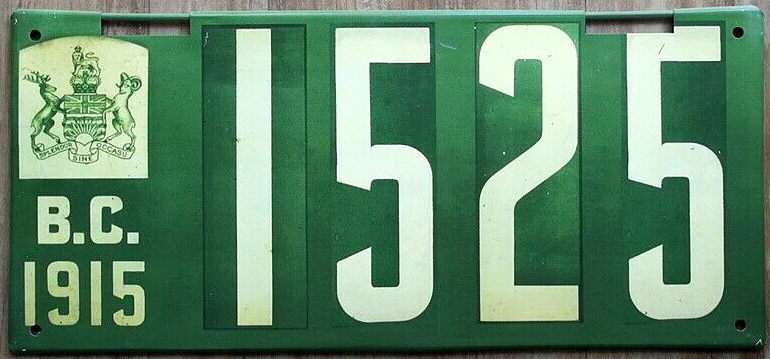 SPLENDOR SINE OCCASU
B.C.
1915
1525